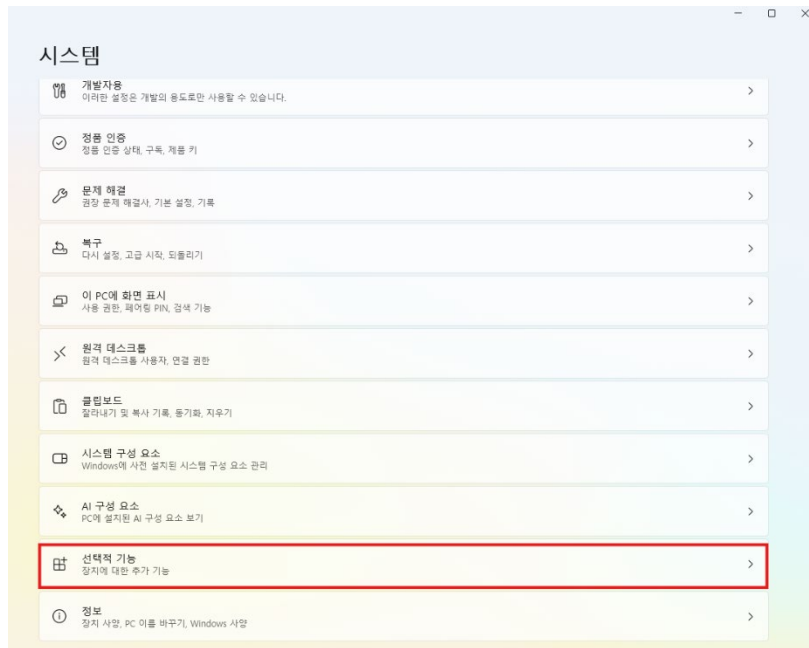 시스템
개발자용
이러한 설정은 개발의 용도로만 사용할 수 있습니다.
정품 인증
정품 인증 상태, 구독, 제품 키
문제 해결
권장 문제 해결사, 기본 설정, 기록
복구
다시 설정, 고급 시작, 되돌리기
이 PC에 화면 표시
사용 권한, 페어링 PIN, 검색 기능
원격 데스크톱
원격 데스크톱 사용자, 연결 권한
클립보드
잘라내기 및 복사 기록, 동기화, 지우기
시스템 구성 요소
Windows에 사전 설치된 시스템 구성 요소 관리
AI 구성 요소
PC에 설치된 AI 구성 요소 보기
선택적 기능
장치에 대한 추가 기능
정보
장치 사양, PC 이름 바꾸기, Windows 사양